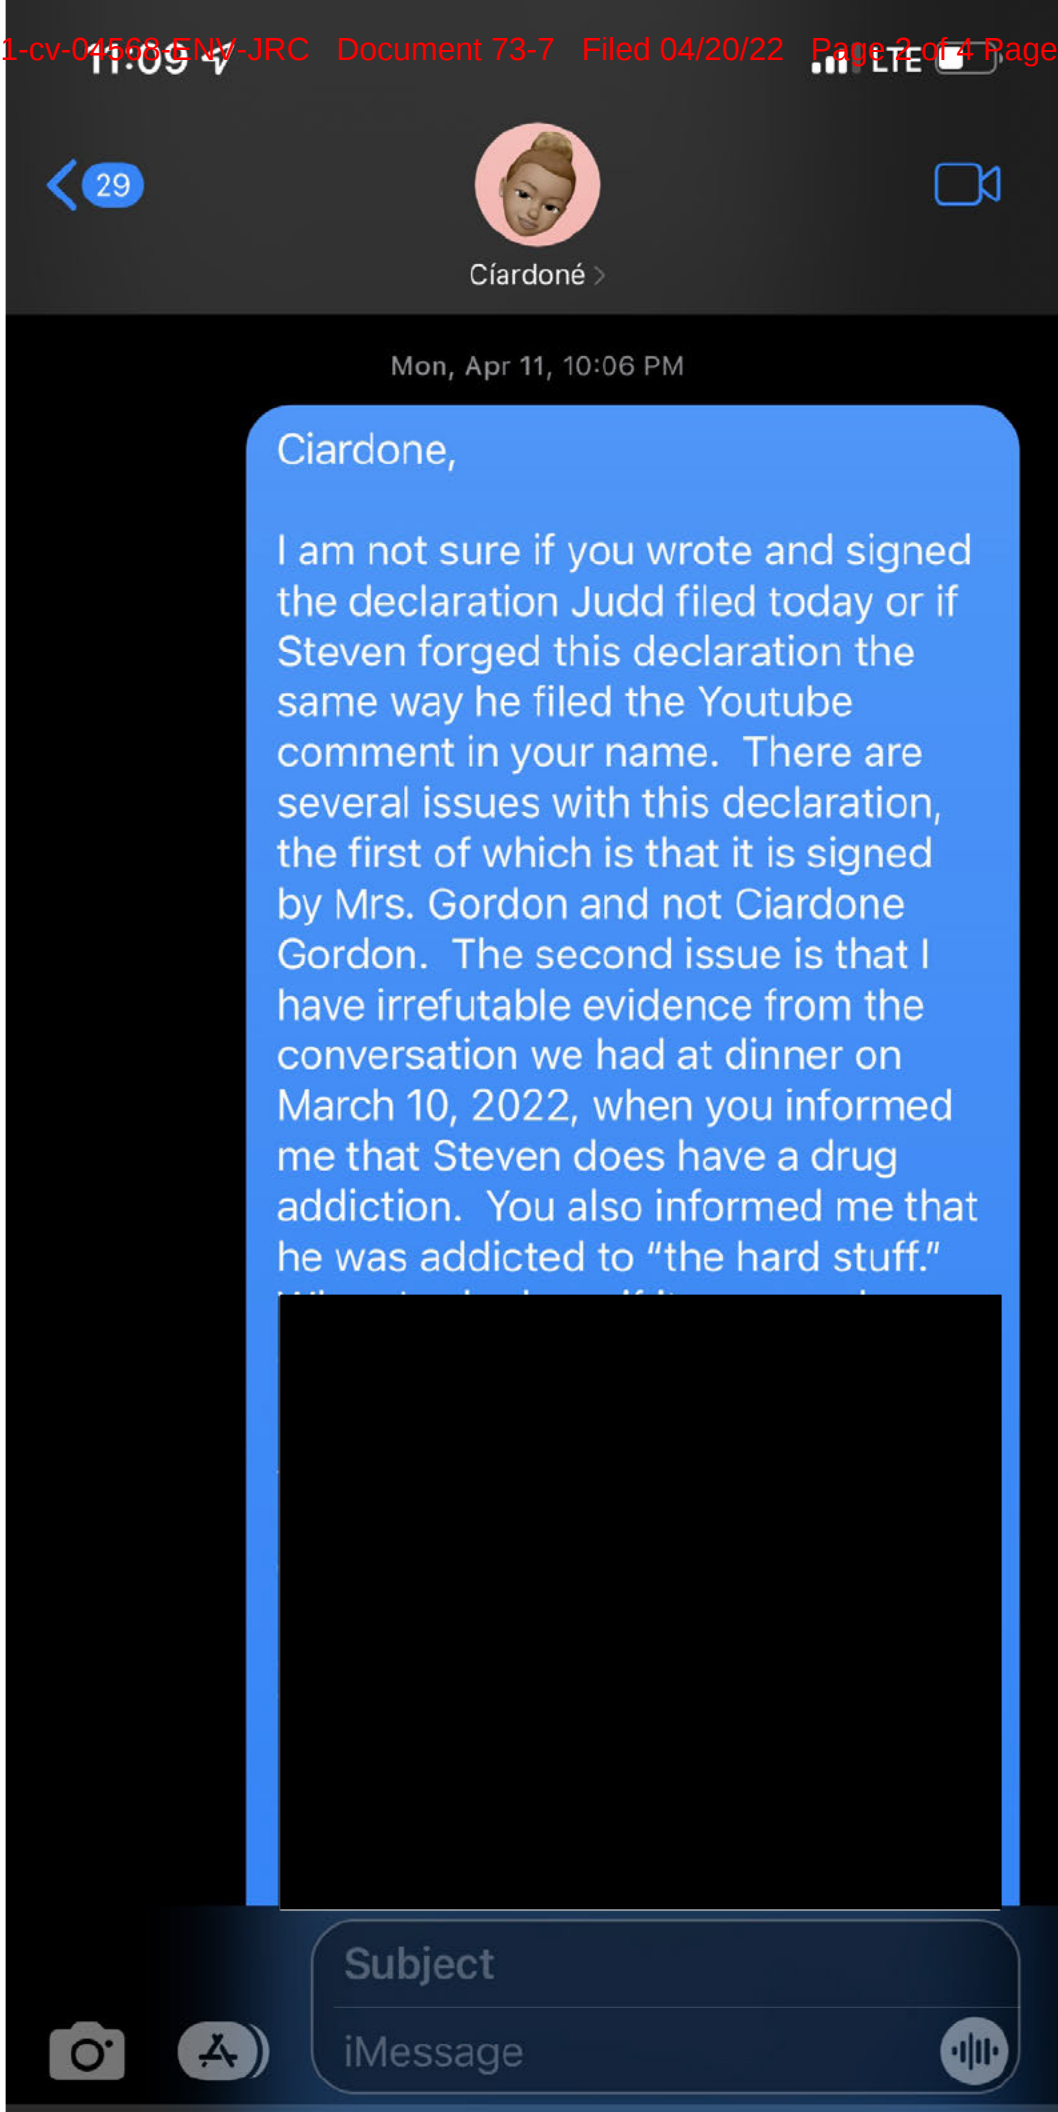 1-cv-04568-ENV-JRC Document 73-7 Filed 04/20/22 Page 2 of 4 Page
11:09 LTE
29
Cíardoné
Mon, Apr 11, 10:06 PM
Ciardone,
I am not sure if you wrote and signed
the declaration Judd filed today or if
Steven forged this declaration the
same way he filed the Youtube
comment in your name. There are
several issues with this declaration,
the first of which is that it is signed
by Mrs. Gordon and not Ciardone
Gordon. The second issue is that I
have irrefutable evidence from the
conversation we had at dinner on
March 10, 2022, when you informed
me that Steven does have a drug
addiction. You also informed me that
he was addicted to “the hard stuff.”
Subject
iMessage